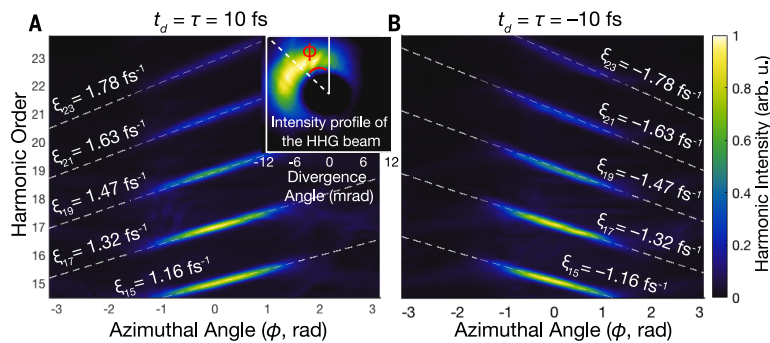 A
t_d = τ = 10 fs
B
t_d = τ = −10 fs
Harmonic Order
23
22
21
20
19
18
17
16
15
ξ₂₃= 1.78 fs⁻¹
ξ₂₁= 1.63 fs⁻¹
ξ₁₉= 1.47 fs⁻¹
ξ₁₇= 1.32 fs⁻¹
ξ₁₅= 1.16 fs⁻¹
ϕ
Intensity profile
of the HHG beam
-12 -6 0 6 12
Divergence
Angle (mrad)
-3 -2 -1 0 1 2 3
Azimuthal Angle (ϕ, rad)
ξ₂₃=−1.78 fs⁻¹
ξ₂₁=−1.63 fs⁻¹
ξ₁₉=−1.47 fs⁻¹
ξ₁₇=−1.32 fs⁻¹
ξ₁₅=−1.16 fs⁻¹
-3 -2 -1 0 1 2 3
Azimuthal Angle (ϕ, rad)
1
0.8
0.6
0.4
0.2
0
Harmonic Intensity (arb. u.)